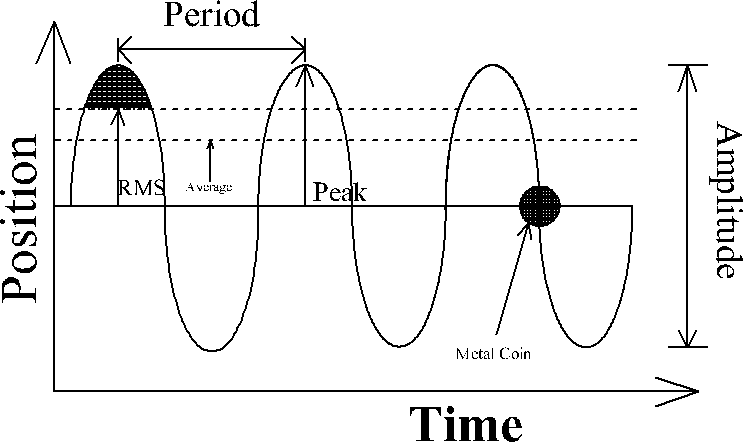 Period
Position
RMS
Average
Peak
Amplitude
Metal Coin
Time